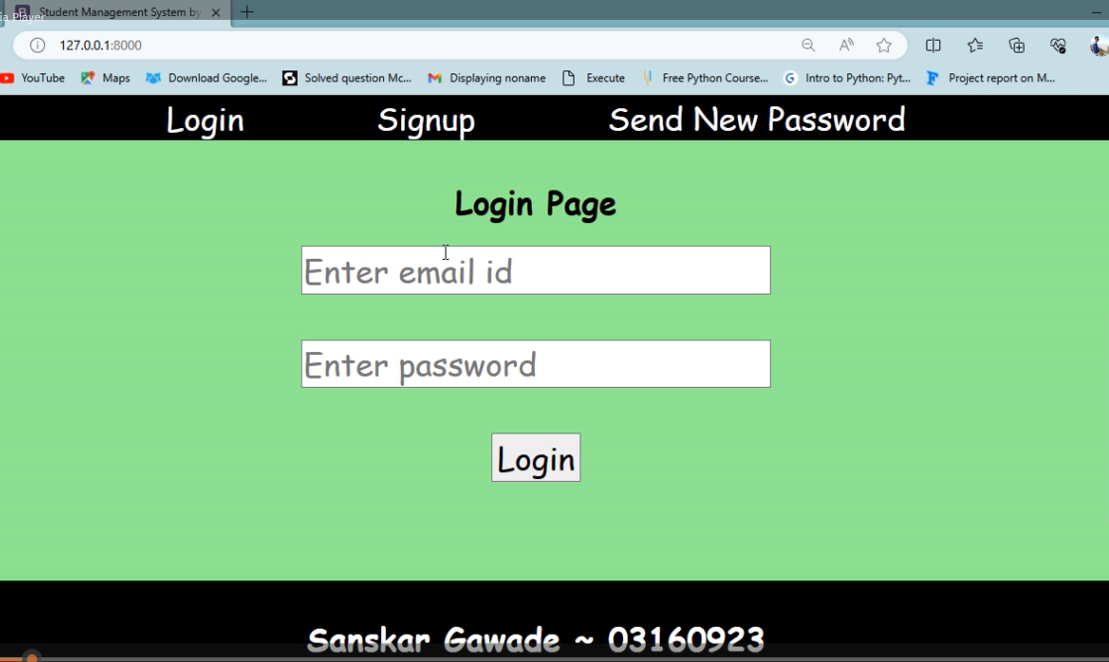 ia Player
Student Management System by
127.0.0.1:8000
YouTube Maps Download Google... Solved question Mc... Displaying noname Execute Free Python Course... Intro to Python: Pyt... Project report on M...
Login Signup Send New Password
Login Page
Enter email id
Enter password
Login
Sanskar Gawade ~ 03160923